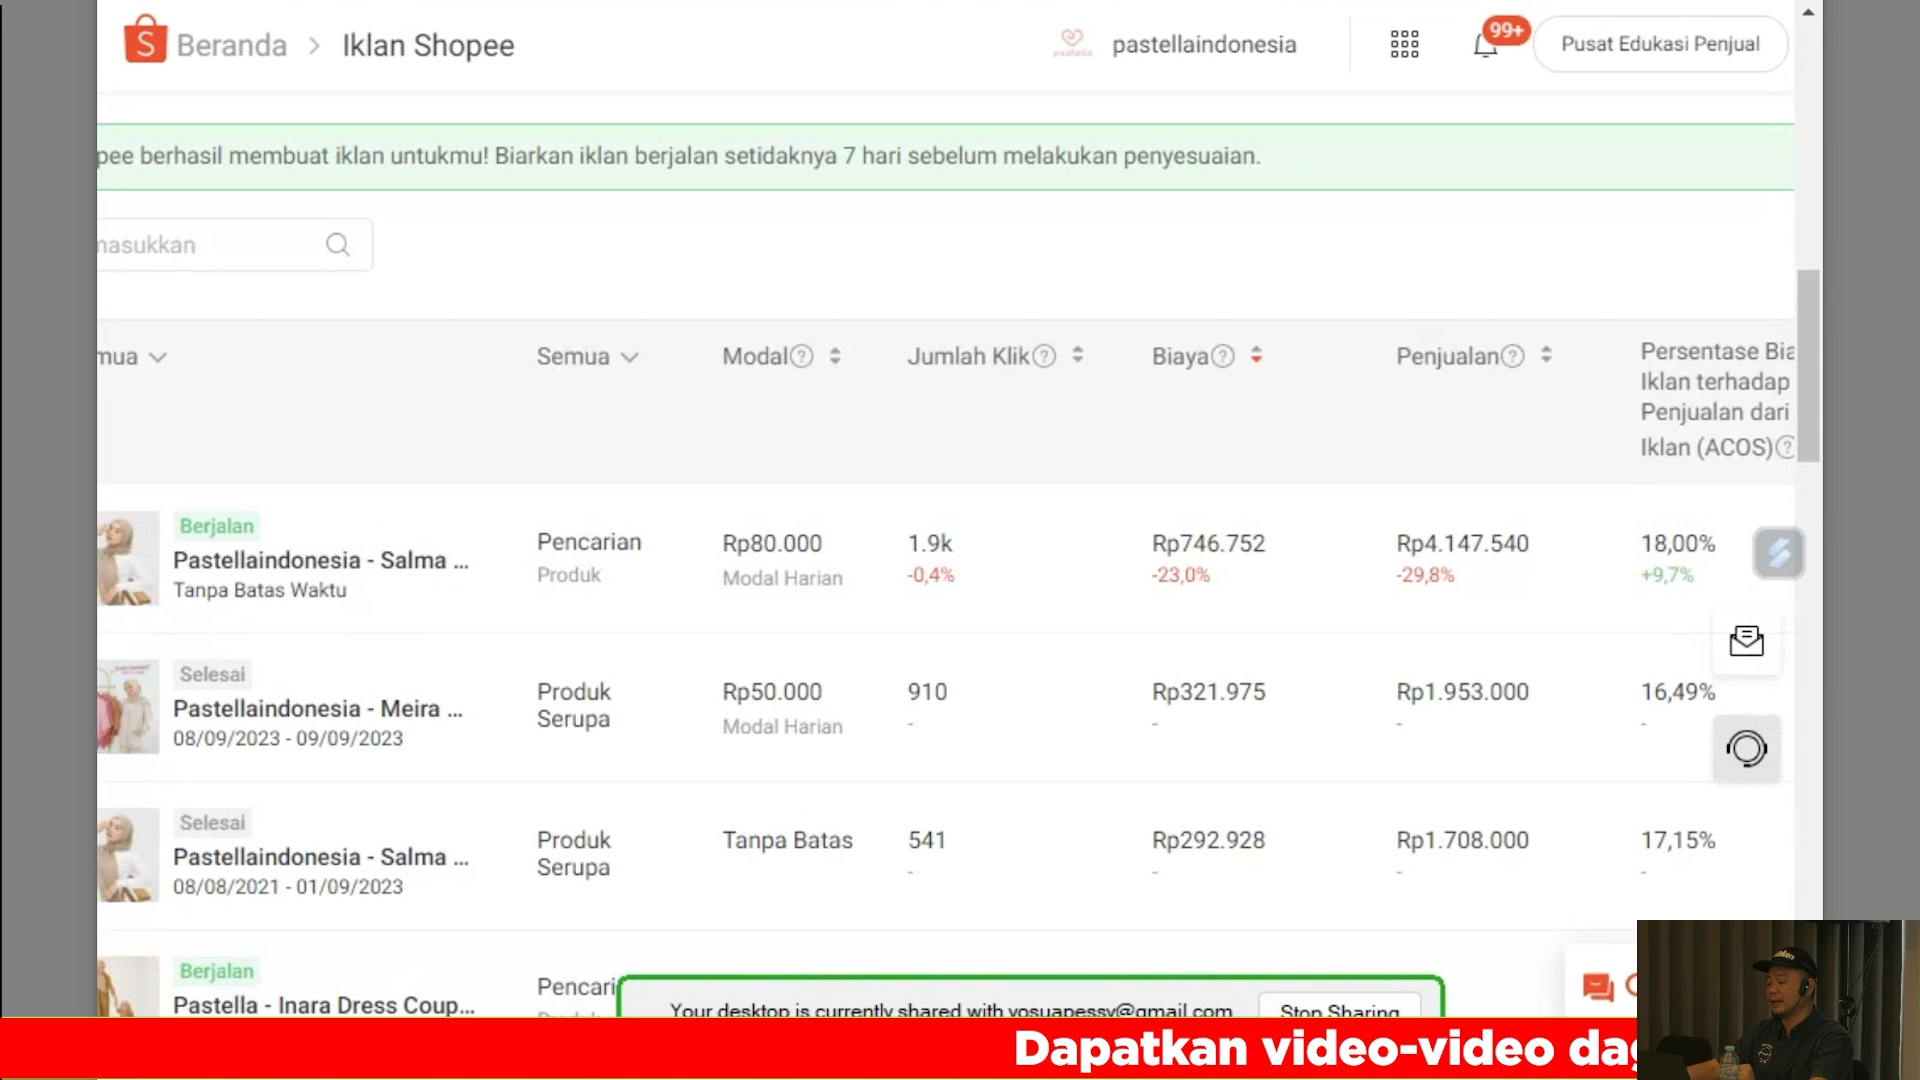 Beranda > Iklan Shopee
pastella
pastellaindonesia
99+
Pusat Edukasi Penjual
pee berhasil membuat iklan untukmu! Biarkan iklan berjalan setidaknya 7 hari sebelum melakukan penyesuaian.
masukkan
mua
Semua
Modal
Jumlah Klik
Biaya
Penjualan
Persentase Bia
Iklan terhadap
Penjualan dari
Iklan (ACOS)
Berjalan
Pastellaindonesia - Salma ...
Tanpa Batas Waktu
Pencarian
Produk
Rp80.000
Modal Harian
1.9k
-0,4%
Rp746.752
-23,0%
Rp4.147.540
-29,8%
18,00%
+9,7%
Selesai
Pastellaindonesia - Meira ...
08/09/2023 - 09/09/2023
Produk
Serupa
Rp50.000
Modal Harian
910
-
Rp321.975
-
Rp1.953.000
-
16,49%
-
Selesai
Pastellaindonesia - Salma ...
08/08/2021 - 01/09/2023
Produk
Serupa
Tanpa Batas
541
-
Rp292.928
-
Rp1.708.000
-
17,15%
-
Berjalan
Pastella - Inara Dress Coup...
Pencari
Your desktop is currently shared with yosuapessy@gmail.com
Stop Sharing
Dapatkan video-video dag